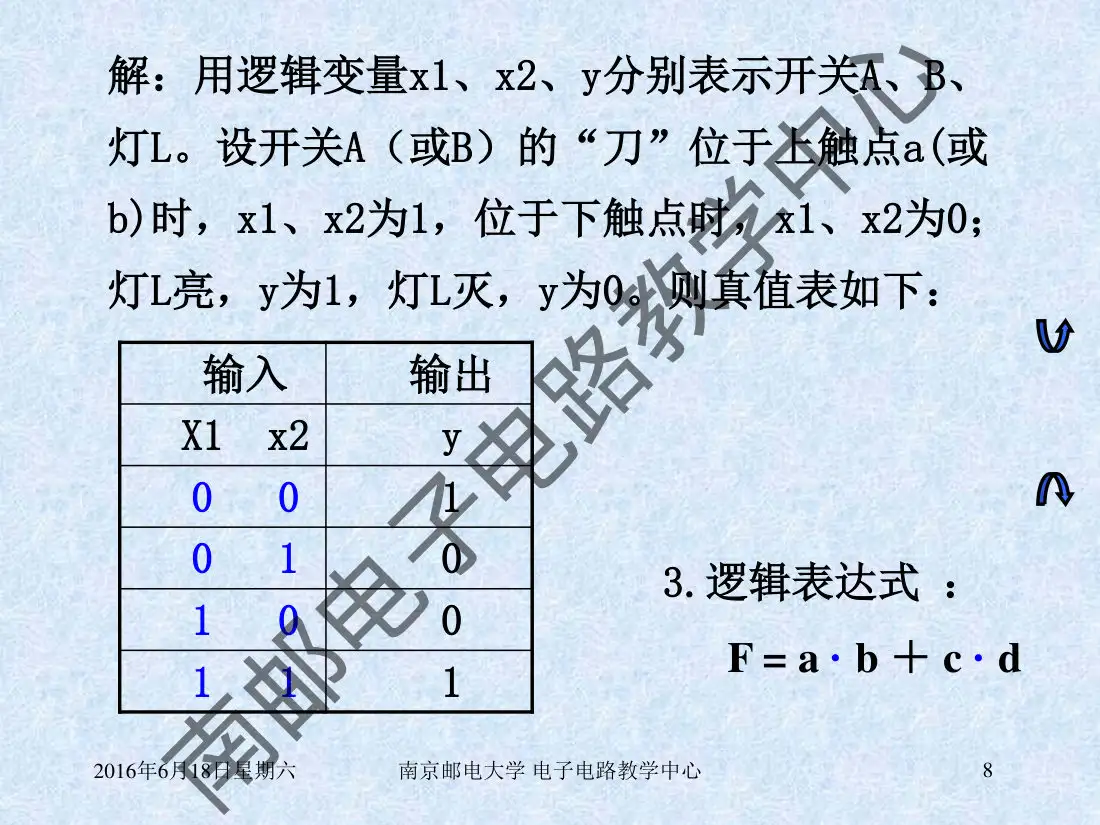 解：用逻辑变量x1、x2、y分别表示开关A、B、
灯L。设开关A（或B）的“刀”位于上触点a(或
b)时，x1、x2为1，位于下触点时，x1、x2为0；
灯L亮，y为1，灯L灭，y为0。则真值表如下：
输入 输出
X1 x2 y
0 0 1
0 1 0
1 0 0
1 1 1
3.逻辑表达式 ：
F = a · b ＋ c · d
南邮电子电路教学中心
2016年6月18日星期六 南京邮电大学 电子电路教学中心 8